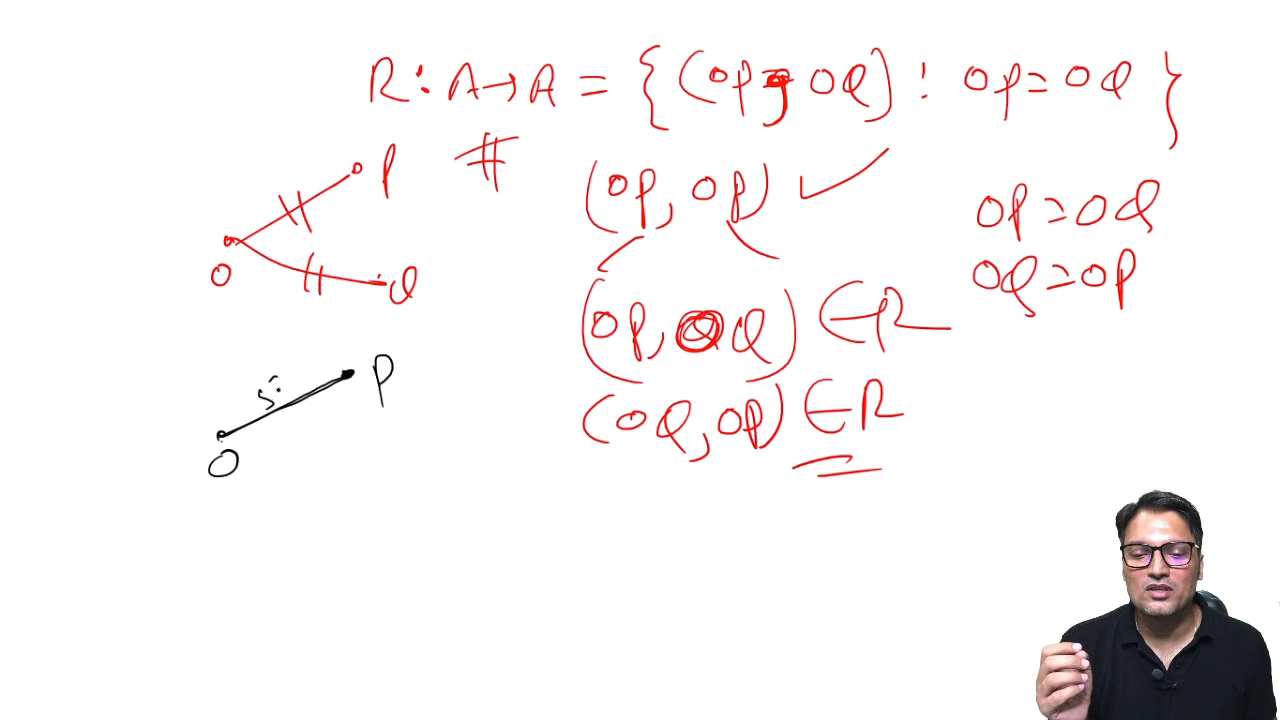 R : A → A = { (OP, OQ) : OP = OQ }
P
#
(OP, OP) ✓
OP = OQ
O
Q
OQ = OP
(OP, OQ) ∈ R
P
(OQ, OP) ∈ R
O